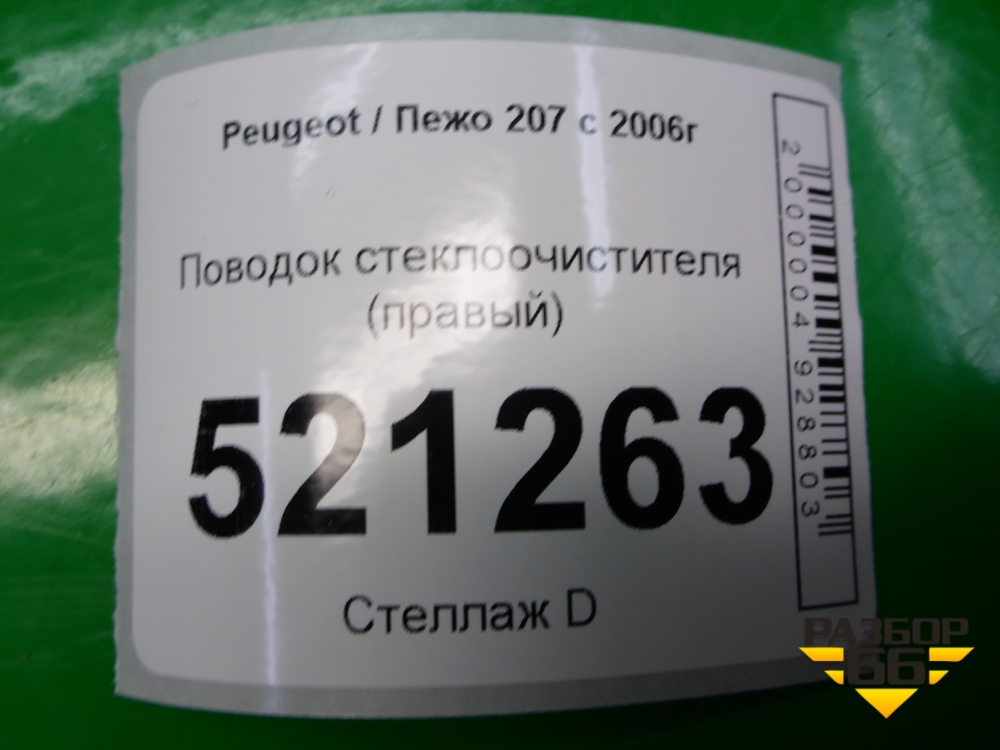 Peugeot / Пежо 207 с 2006г
Поводок стеклоочистителя
(правый)
521263
Стеллаж D
2000004928803
РАЗБОР
66